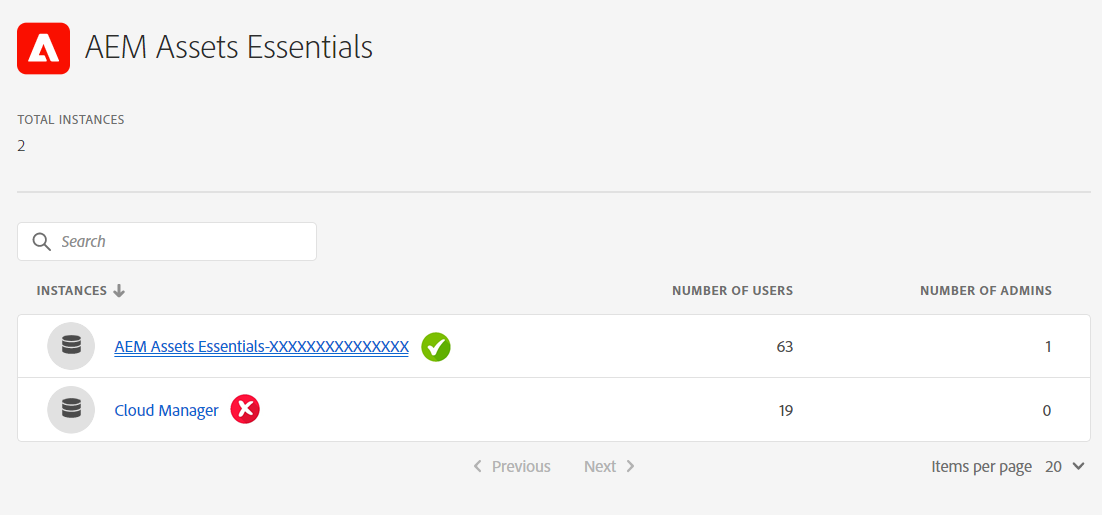 AEM Assets Essentials
TOTAL INSTANCES
2
Search
INSTANCES NUMBER OF USERS NUMBER OF ADMINS
AEM Assets Essentials-XXXXXXXXXXXXXXX 63 1
Cloud Manager 19 0
Previous Next Items per page 20